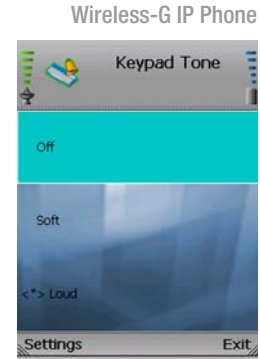 Wireless-G IP Phone
Keypad Tone
Off
Soft
<*> Loud
Settings Exit